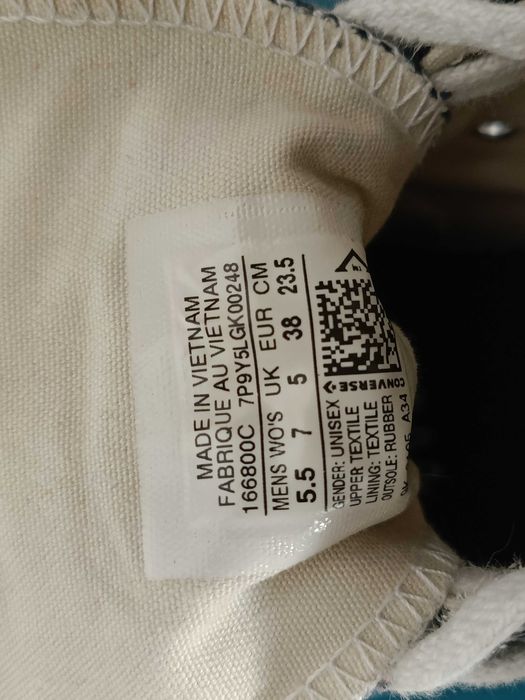 MADE IN VIETNAM
FABRIQUE AU VIETNAM
166800C 7P9Y5LGK00248
MENS WO'S UK EUR CM
5.5 7 5 38 23.5
GENDER: UNISEX
UPPER: TEXTILE
LINING: TEXTILE
OUTSOLE: RUBBER
A34
CONVERSE